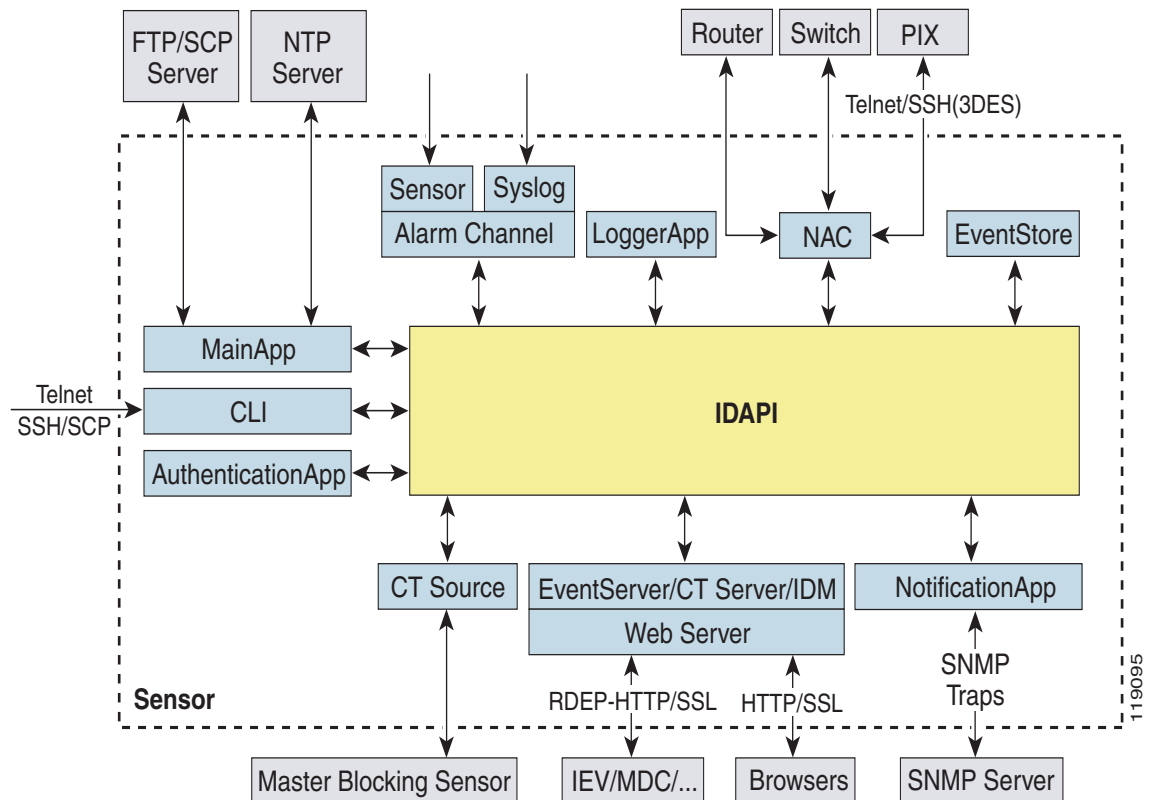 FTP/SCP
Server
NTP
Server
Router
Switch
PIX
Telnet/SSH(3DES)
Sensor
Syslog
Alarm Channel
LoggerApp
NAC
EventStore
MainApp
Telnet
SSH/SCP
CLI
IDAPI
AuthenticationApp
CT Source
EventServer/CT Server/IDM
Web Server
NotificationApp
Sensor
RDEP-HTTP/SSL
HTTP/SSL
SNMP
Traps
119095
Master Blocking Sensor
IEV/MDC/...
Browsers
SNMP Server